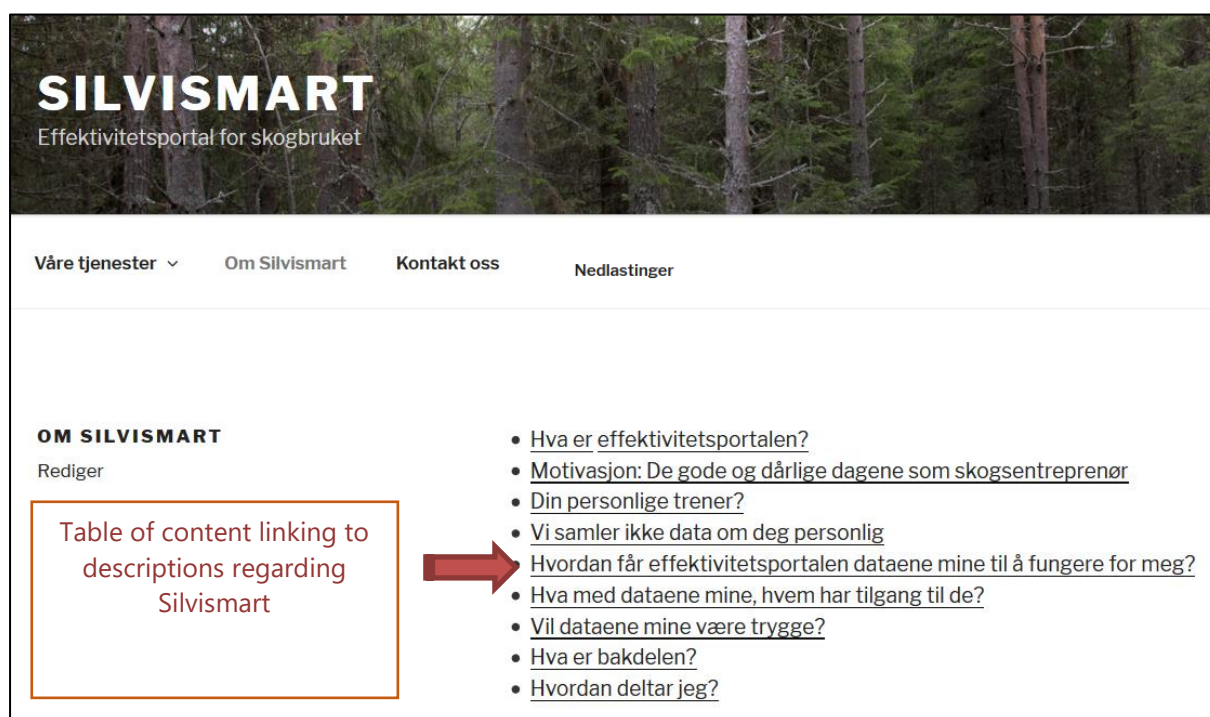 SILVISMART
Effektivitetsportal for skogbruket
Våre tjenester
Om Silvismart
Kontakt oss
Nedlastinger
OM SILVISMART
Rediger
Table of content linking to
descriptions regarding
Silvismart
Hva er effektivitetsportalen?
Motivasjon: De gode og dårlige dagene som skogsentreprenør
Din personlige trener?
Vi samler ikke data om deg personlig
Hvordan får effektivitetsportalen dataene mine til å fungere for meg?
Hva med dataene mine, hvem har tilgang til de?
Vil dataene mine være trygge?
Hva er bakdelen?
Hvordan deltar jeg?